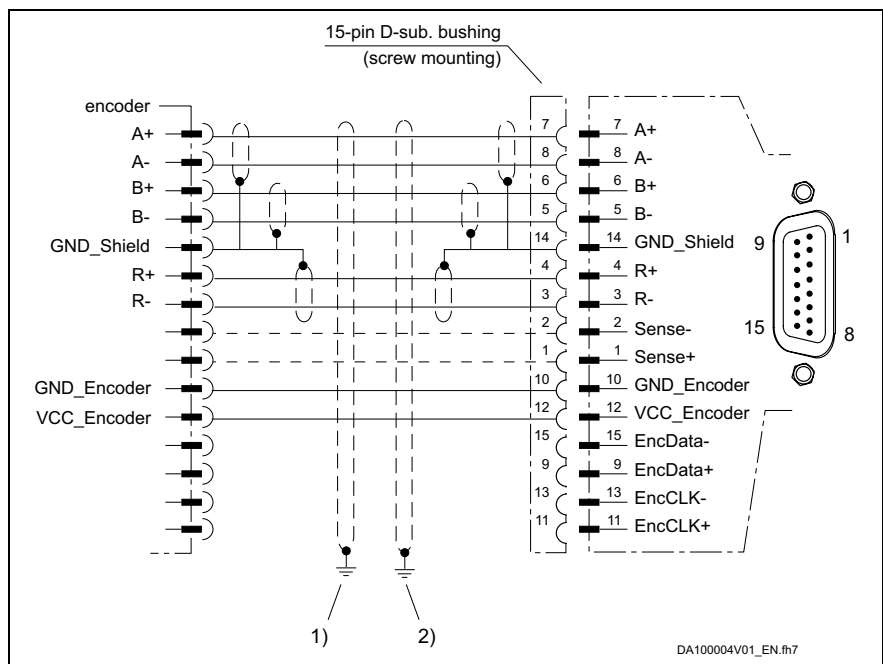 15-pin D-sub. bushing
(screw mounting)
encoder
A+ 7 7 A+
A- 8 8 A-
B+ 6 6 B+
B- 5 5 B-
GND_Shield 14 14 GND_Shield
R+ 4 4 R+
R- 3 3 R-
2 2 Sense-
1 1 Sense+
GND_Encoder 10 10 GND_Encoder
VCC_Encoder 12 12 VCC_Encoder
15 15 EncData-
9 9 EncData+
13 13 EncCLK-
11 11 EncCLK+
9 1
15 8
1) 2)
DA100004V01_EN.fh7